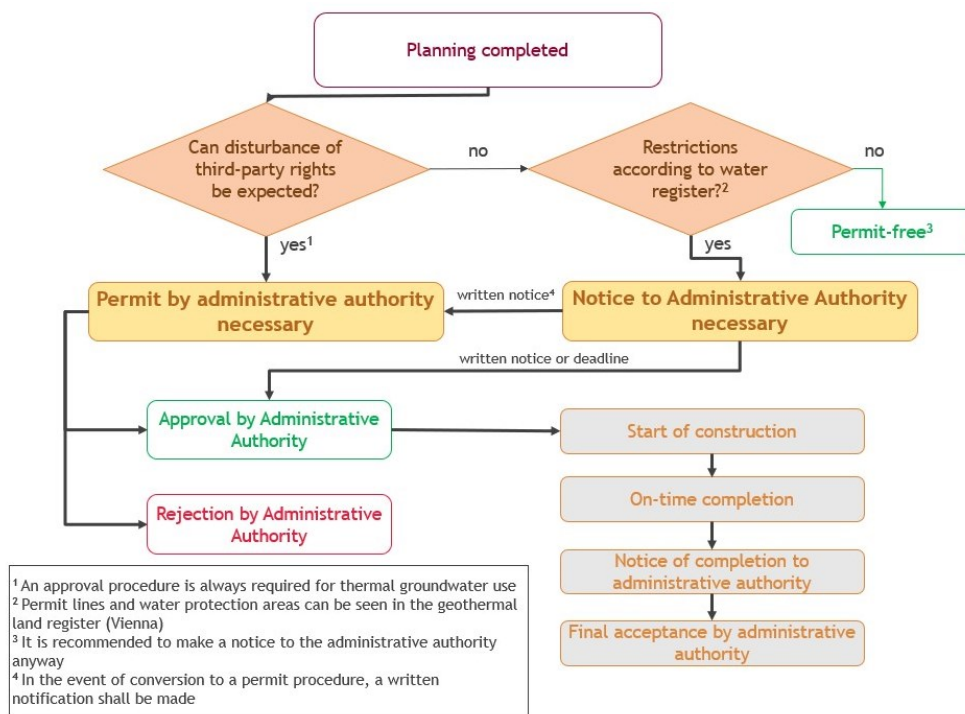 Planning completed
Can disturbance of
third-party rights
be expected?
no
Restrictions
according to water
register?²
no
Permit-free³
yes¹
yes
Permit by administrative authority
necessary
written notice⁴
Notice to Administrative Authority
necessary
written notice or deadline
Approval by Administrative
Authority
Start of construction
On-time completion
Rejection by Administrative
Authority
Notice of completion to
administrative authority
Final acceptance by administrative
authority
¹ An approval procedure is always required for thermal groundwater use
² Permit lines and water protection areas can be seen in the geothermal
land register (Vienna)
³ It is recommended to make a notice to the administrative authority
anyway
⁴ In the event of conversion to a permit procedure, a written
notification shall be made